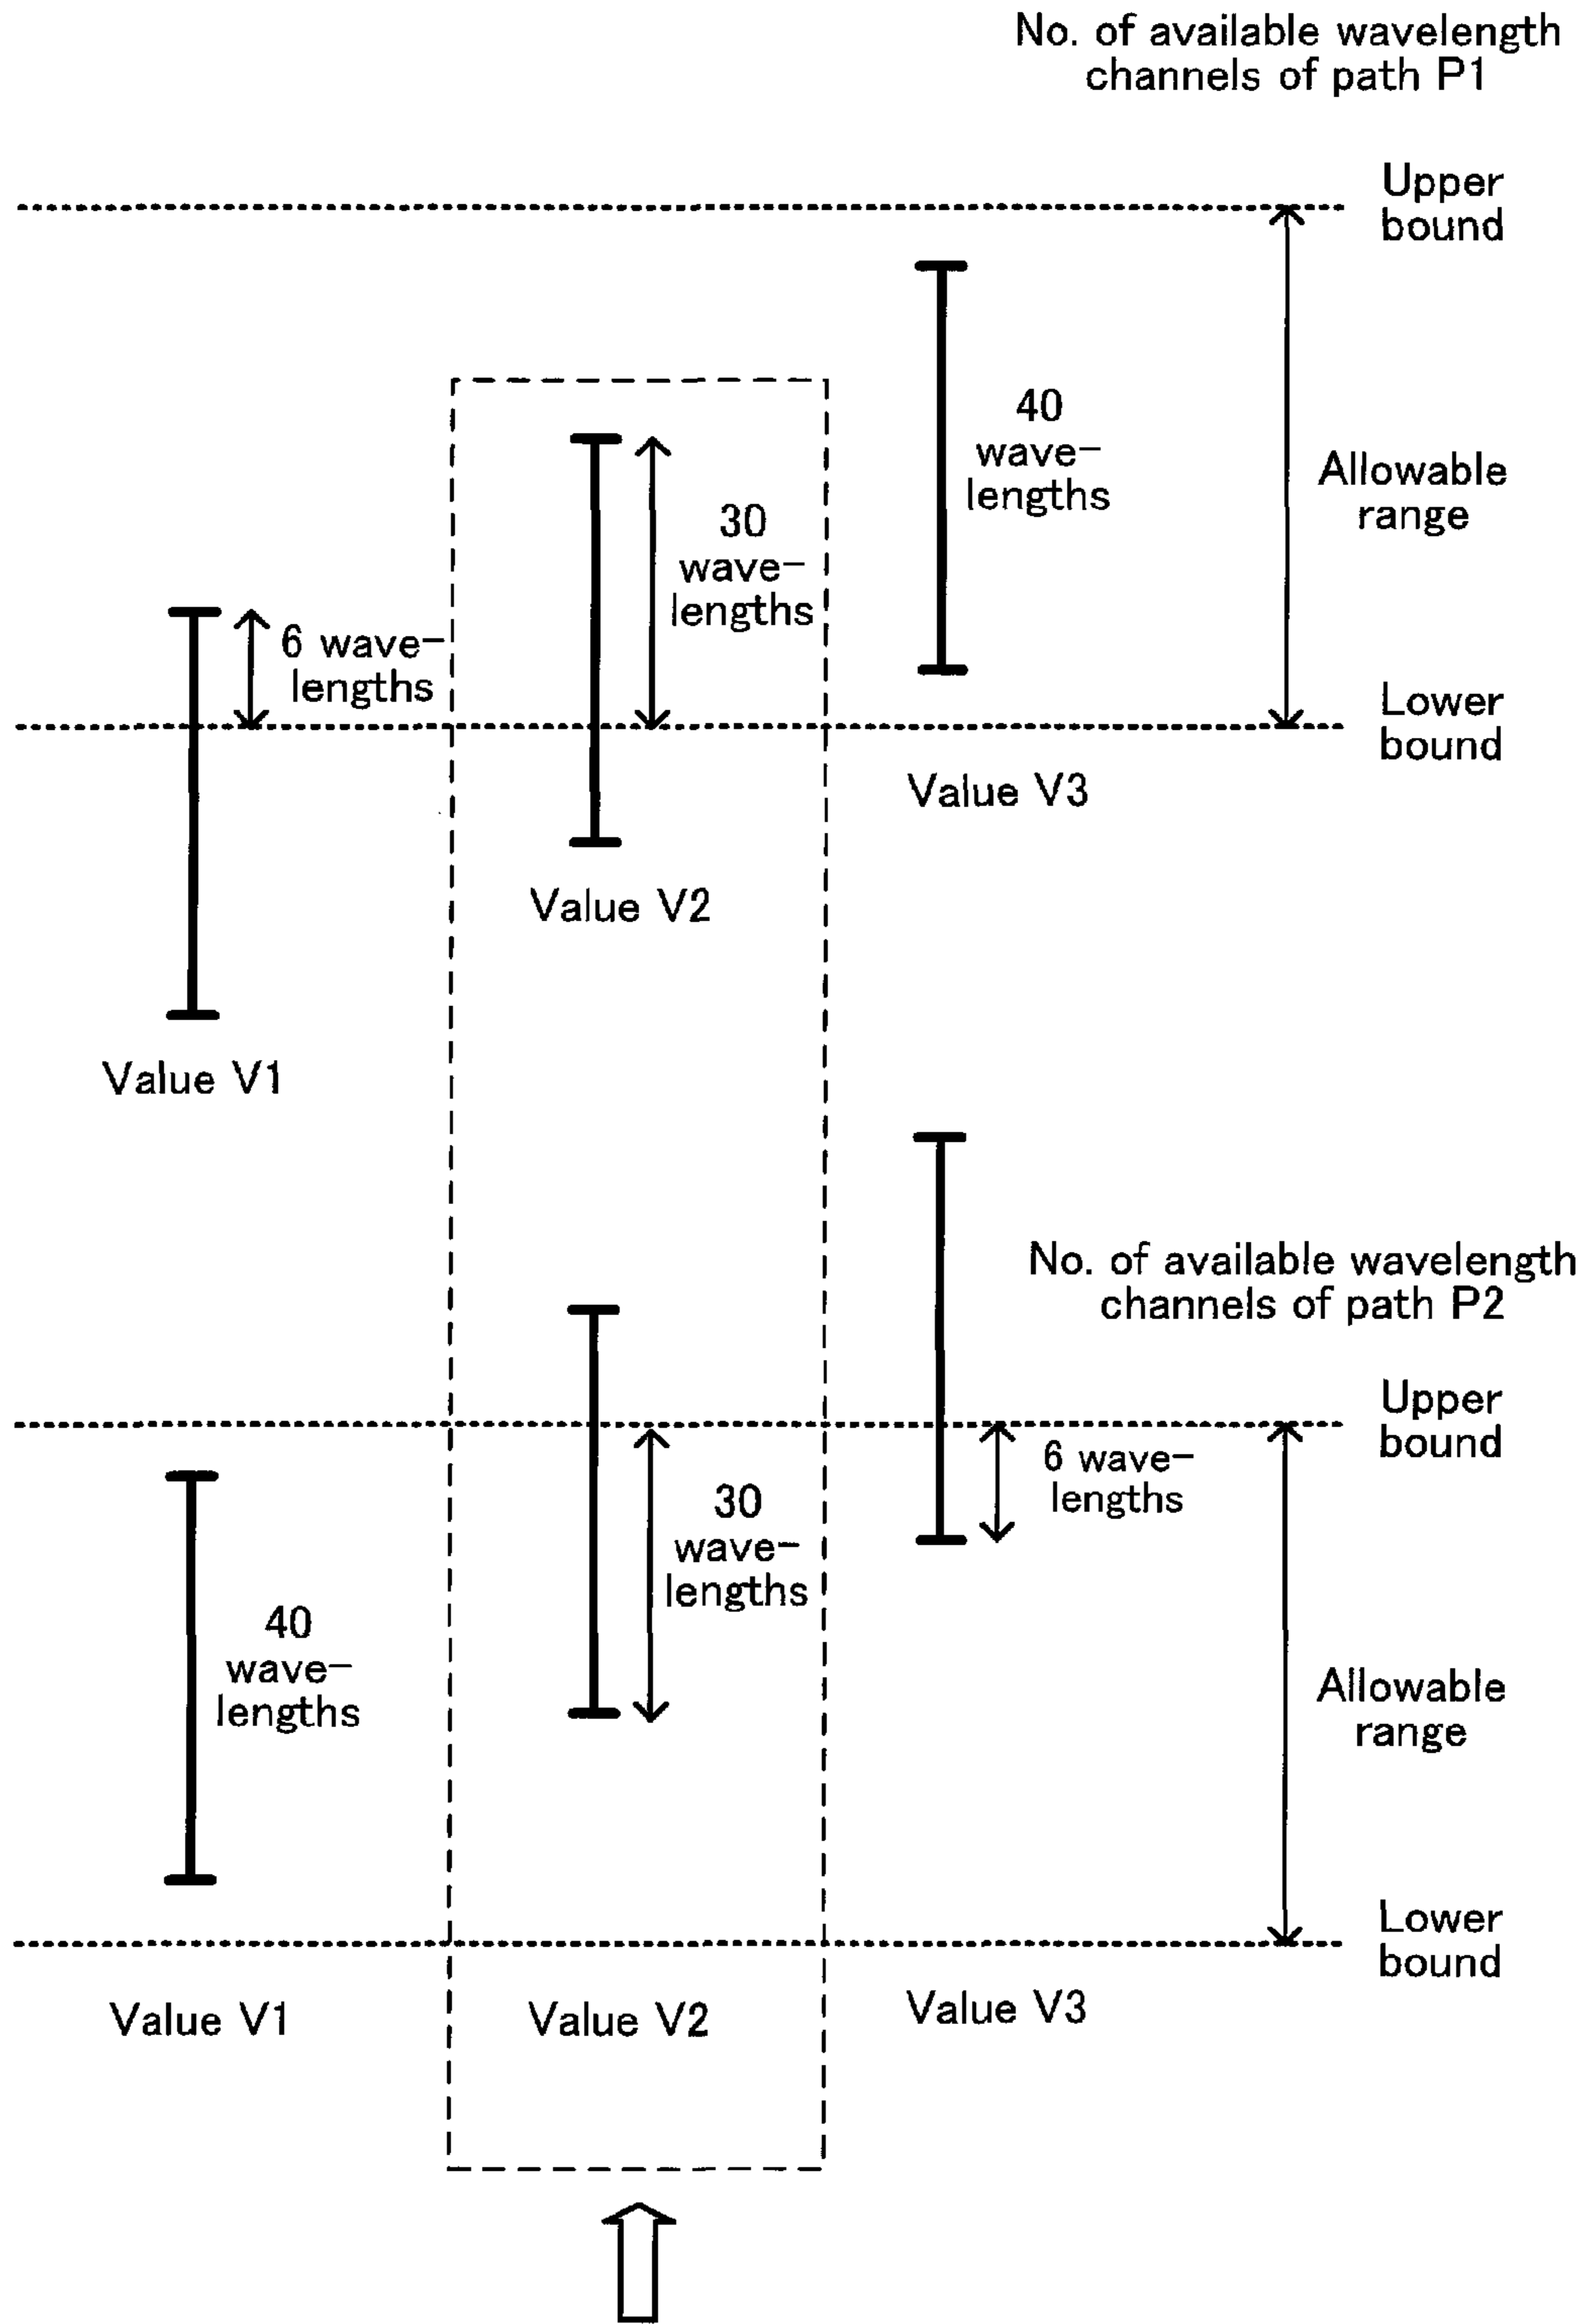 No. of available wavelength
channels of path P1
Upper
bound
40
wave-
lengths
Allowable
range
30
wave-
lengths
6 wave-
lengths
Lower
bound
Value V3
Value V2
Value V1
No. of available wavelength
channels of path P2
Upper
bound
6 wave-
lengths
30
wave-
lengths
40
wave-
lengths
Allowable
range
Lower
bound
Value V1
Value V2
Value V3